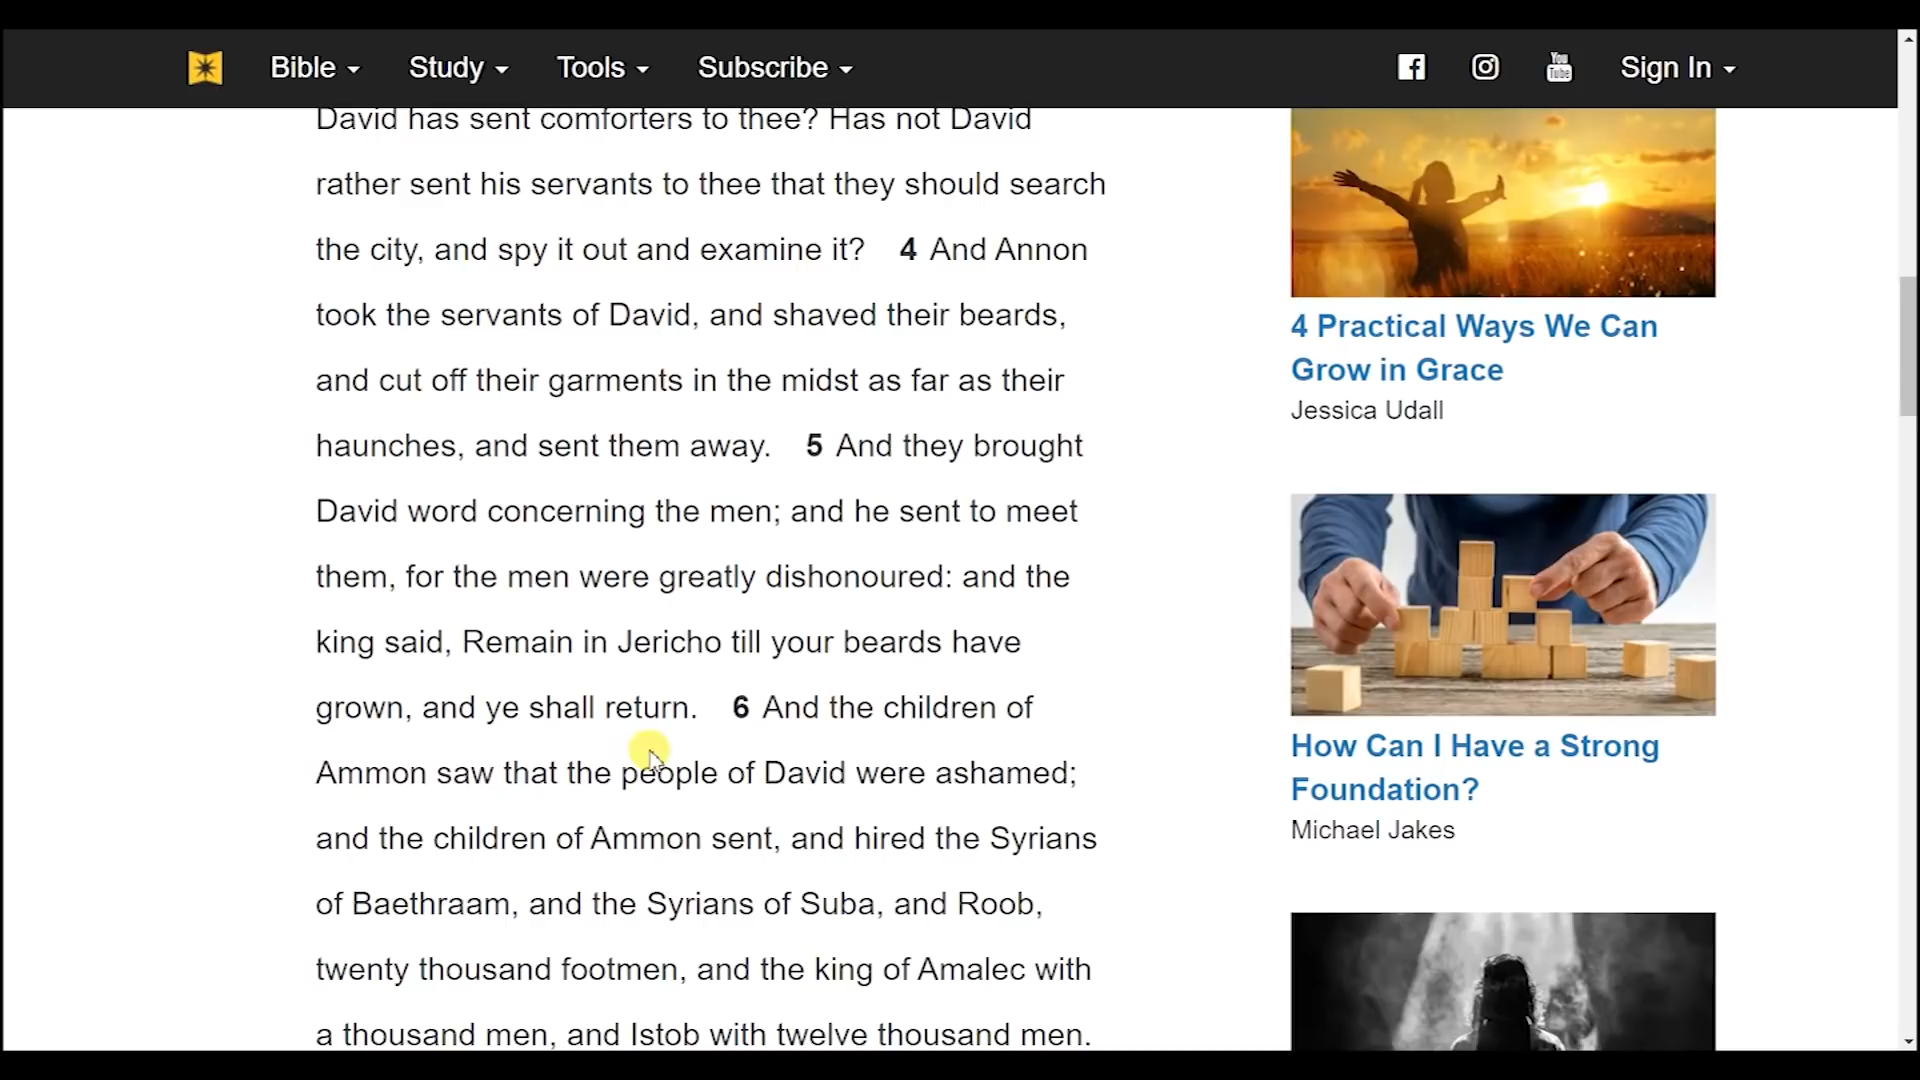 Bible
Study
Tools
Subscribe
You
Tube
Sign In
David has sent comforters to thee? Has not David
rather sent his servants to thee that they should search
the city, and spy it out and examine it? 4 And Annon
took the servants of David, and shaved their beards,
and cut off their garments in the midst as far as their
haunches, and sent them away. 5 And they brought
David word concerning the men; and he sent to meet
them, for the men were greatly dishonoured: and the
king said, Remain in Jericho till your beards have
grown, and ye shall return. 6 And the children of
Ammon saw that the people of David were ashamed;
and the children of Ammon sent, and hired the Syrians
of Baethraam, and the Syrians of Suba, and Roob,
twenty thousand footmen, and the king of Amalec with
a thousand men, and Istob with twelve thousand men.
4 Practical Ways We Can
Grow in Grace
Jessica Udall
How Can I Have a Strong
Foundation?
Michael Jakes